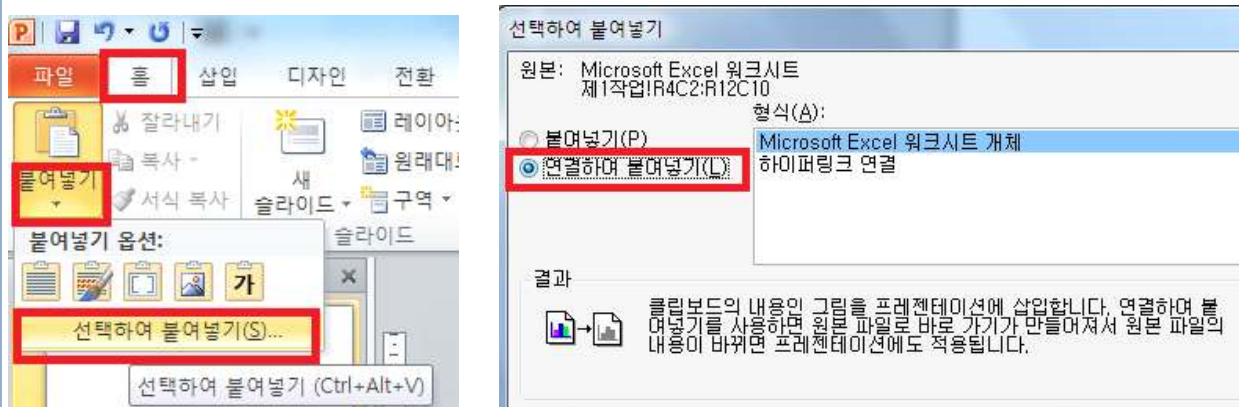 파일 홈 삽입 디자인 전환
잘라내기
복사
서식 복사
붙여넣기
새
슬라이드
원래대
구역
슬라이드
붙여넣기 옵션:
가
선택하여 붙여넣기(S)...
선택하여 붙여넣기 (Ctrl+Alt+V)
선택하여 붙여넣기
원본: Microsoft Excel 워크시트
제1작업!R4C2:R12C10
형식(A):
붙여넣기(P)
연결하여 붙여넣기(L)
Microsoft Excel 워크시트 개체
하이퍼링크 연결
결과
클립보드의 내용인 그림을 프레젠테이션에 삽입합니다. 연결하여 붙
여넣기를 사용하면 원본 파일로 바로 가기가 만들어져서 원본 파일의
내용이 바뀌면 프레젠테이션에도 적용됩니다.